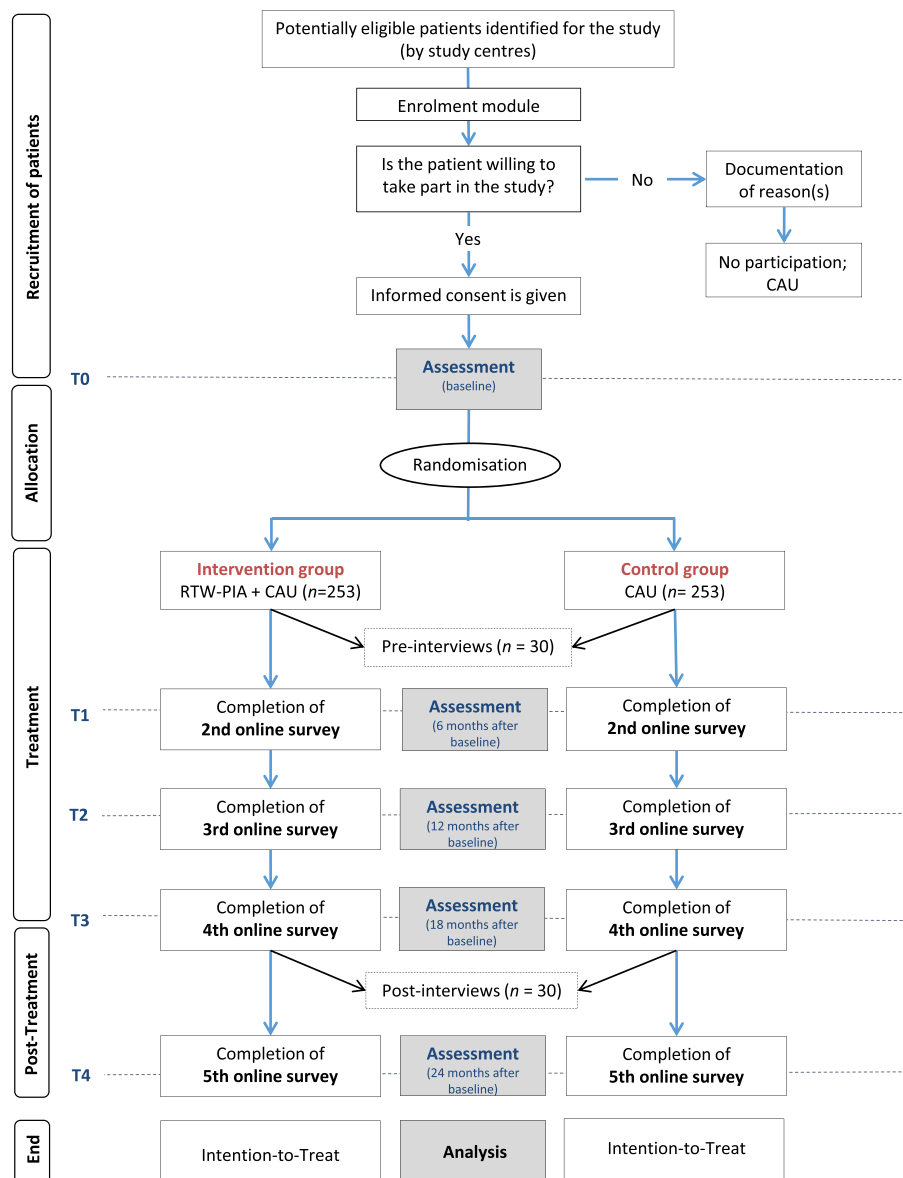 Recruitment of patients
Potentially eligible patients identified for the study
(by study centres)
Enrolment module
Is the patient willing to
take part in the study?
No
Documentation
of reason(s)
Yes
No participation;
CAU
Informed consent is given
T0
Assessment
(baseline)
Allocation
Randomisation
Treatment
Intervention group
RTW-PIA + CAU (n=253)
Control group
CAU (n= 253)
Pre-interviews (n = 30)
T1
Completion of
2nd online survey
Assessment
(6 months after
baseline)
Completion of
2nd online survey
T2
Completion of
3rd online survey
Assessment
(12 months after
baseline)
Completion of
3rd online survey
T3
Completion of
4th online survey
Assessment
(18 months after
baseline)
Completion of
4th online survey
Post-Treatment
Post-interviews (n = 30)
T4
Completion of
5th online survey
Assessment
(24 months after
baseline)
Completion of
5th online survey
End
Intention-to-Treat
Analysis
Intention-to-Treat